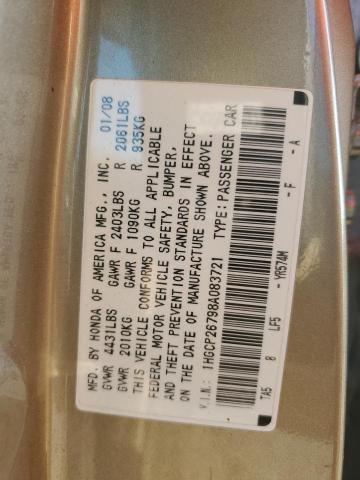 MFD. BY HONDA OF AMERICA MFG., INC. 01/08
GVWR 4431LBS GAWR F 2403LBS R 2061LBS
GVWR 2010KG GAWR F 1090KG R 935KG
THIS VEHICLE CONFORMS TO ALL APPLICABLE
FEDERAL MOTOR VEHICLE SAFETY, BUMPER,
AND THEFT PREVENTION STANDARDS IN EFFECT
ON THE DATE OF MANUFACTURE SHOWN ABOVE.
V.I.N.: 1HGCP26798A083721 TYPE: PASSENGER CAR
TA5 8 LF5 - YR574M - F - A